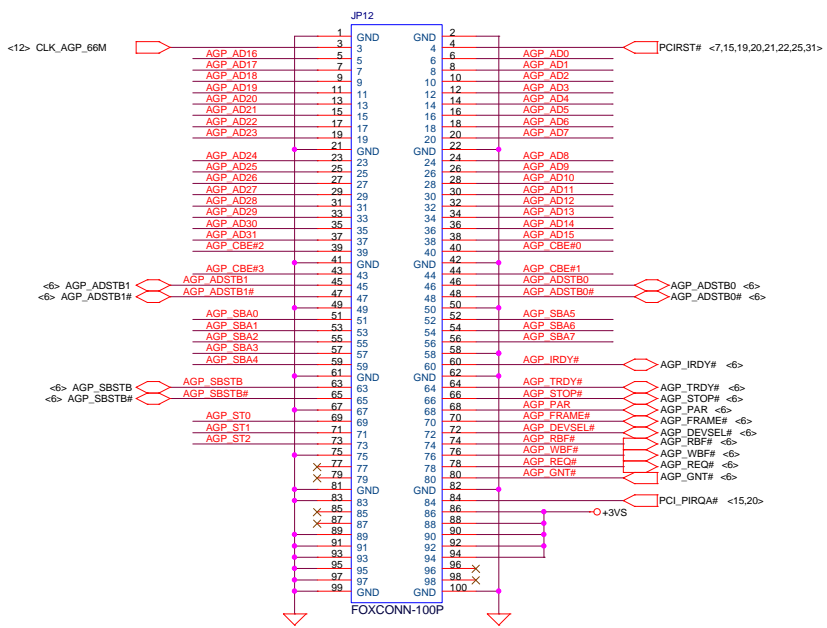 JP12
1 GND GND 2
<12> CLK_AGP_66M 3 3 4 4 PCIRST# <7,15,19,20,21,22,25,31>
AGP_AD16 5 5 6 6 AGP_AD0
AGP_AD17 7 7 8 8 AGP_AD1
AGP_AD18 9 9 10 10 AGP_AD2
AGP_AD19 11 11 12 12 AGP_AD3
AGP_AD20 13 13 14 14 AGP_AD4
AGP_AD21 15 15 16 16 AGP_AD5
AGP_AD22 17 17 18 18 AGP_AD6
AGP_AD23 19 19 20 20 AGP_AD7
21 GND GND 22
AGP_AD24 23 23 24 24 AGP_AD8
AGP_AD25 25 25 26 26 AGP_AD9
AGP_AD26 27 27 28 28 AGP_AD10
AGP_AD27 29 29 30 30 AGP_AD11
AGP_AD28 31 31 32 32 AGP_AD12
AGP_AD29 33 33 34 34 AGP_AD13
AGP_AD30 35 35 36 36 AGP_AD14
AGP_AD31 37 37 38 38 AGP_AD15
AGP_CBE#2 39 39 40 40 AGP_CBE#0
41 GND GND 42
AGP_CBE#3 43 43 44 44 AGP_CBE#1
<6> AGP_ADSTB1 AGP_ADSTB1 45 45 46 46 AGP_ADSTB0 AGP_ADSTB0 <6>
<6> AGP_ADSTB1# AGP_ADSTB1# 47 47 48 48 AGP_ADSTB0# AGP_ADSTB0# <6>
49 49 50 50
AGP_SBA0 51 51 52 52 AGP_SBA5
AGP_SBA1 53 53 54 54 AGP_SBA6
AGP_SBA2 55 55 56 56 AGP_SBA7
AGP_SBA3 57 57 58 58
AGP_SBA4 59 59 60 60 AGP_IRDY# AGP_IRDY# <6>
61 GND GND 62
<6> AGP_SBSTB AGP_SBSTB 63 63 64 64 AGP_TRDY# AGP_TRDY# <6>
<6> AGP_SBSTB# AGP_SBSTB# 65 65 66 66 AGP_STOP# AGP_STOP# <6>
67 67 68 68 AGP_PAR AGP_PAR <6>
AGP_ST0 69 69 70 70 AGP_FRAME# AGP_FRAME# <6>
AGP_ST1 71 71 72 72 AGP_DEVSEL# AGP_DEVSEL# <6>
AGP_ST2 73 73 74 74 AGP_RBF# AGP_RBF# <6>
75 75 76 76 AGP_WBF# AGP_WBF# <6>
77 77 78 78 AGP_REQ# AGP_REQ# <6>
79 79 80 80 AGP_GNT# AGP_GNT# <6>
81 GND GND 82
83 83 84 84 PCI_PIRQA# <15,20>
85 85 86 86 +3VS
87 87 88 88
89 89 90 90
91 91 92 92
93 93 94 94
95 95 96 96
97 97 98 98
99 GND GND 100
FOXCONN-100P